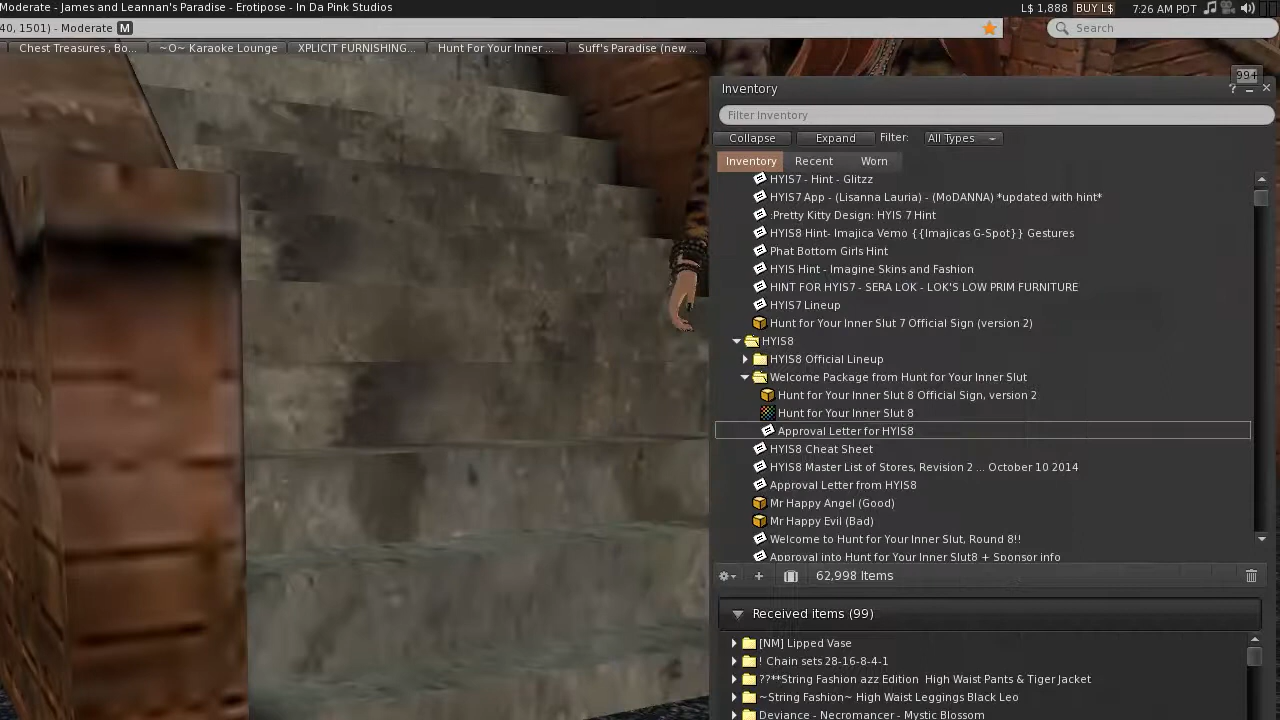 Moderate - James and Leannan's Paradise - Erotipose - In Da Pink Studios
L$ 1,888 BUY L$ 7:26 AM PDT
40, 1501) - Moderate M
Search
Chest Treasures , Bo... ~O~ Karaoke Lounge XPLICIT FURNISHING... Hunt For Your Inner ... Suff's Paradise (new ...
99+
Inventory ? _ ×
Filter Inventory
Collapse Expand Filter: All Types
Inventory Recent Worn
HYIS7 - Hint - Glitzz
HYIS7 App - (Lisanna Lauria) - (MoDANNA) *updated with hint*
:Pretty Kitty Design: HYIS 7 Hint
HYIS8 Hint- Imajica Vemo {{Imajicas G-Spot}} Gestures
Phat Bottom Girls Hint
HYIS Hint - Imagine Skins and Fashion
HINT FOR HYIS7 - SERA LOK - LOK'S LOW PRIM FURNITURE
HYIS7 Lineup
Hunt for Your Inner Slut 7 Official Sign (version 2)
HYIS8
HYIS8 Official Lineup
Welcome Package from Hunt for Your Inner Slut
Hunt for Your Inner Slut 8 Official Sign, version 2
Hunt for Your Inner Slut 8
Approval Letter for HYIS8
HYIS8 Cheat Sheet
HYIS8 Master List of Stores, Revision 2 ... October 10 2014
Approval Letter from HYIS8
Mr Happy Angel (Good)
Mr Happy Evil (Bad)
Welcome to Hunt for Your Inner Slut, Round 8!!
Approval into Hunt for Your Inner Slut8 + Sponsor info
+ 62,998 Items
Received items (99)
[NM] Lipped Vase
! Chain sets 28-16-8-4-1
??**String Fashion azz Edition High Waist Pants & Tiger Jacket
~String Fashion~ High Waist Leggings Black Leo
Deviance - Necromancer - Mystic Blossom